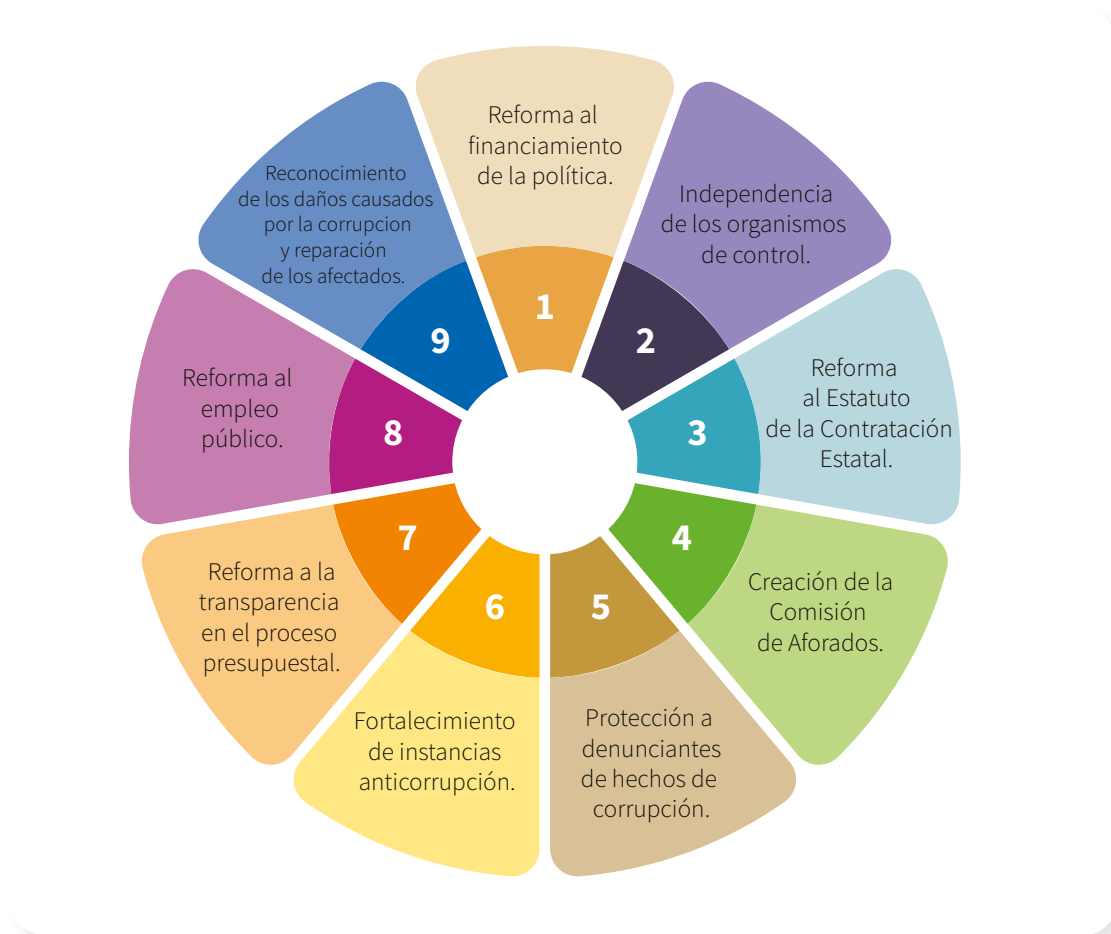 1
Reforma al
financiamiento
de la política.
2
Independencia
de los organismos
de control.
3
Reforma
al Estatuto
de la Contratación
Estatal.
4
Creación de la
Comisión
de Aforados.
5
Protección a
denunciantes
de hechos de
corrupción.
6
Fortalecimiento
de instancias
anticorrupción.
7
Reforma a la
transparencia
en el proceso
presupuestal.
8
Reforma al
empleo
público.
9
Reconocimiento
de los daños causados
por la corrupcion
y reparación
de los afectados.